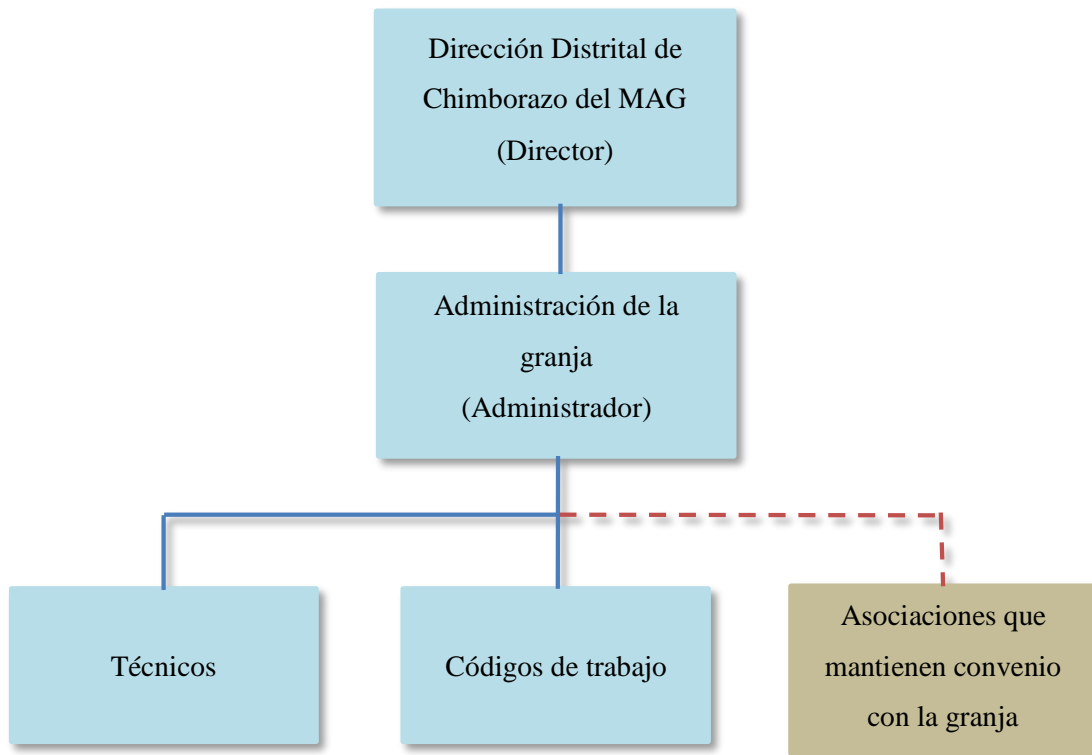 Dirección Distrital de
Chimborazo del MAG
(Director)
Administración de la
granja
(Administrador)
Técnicos
Códigos de trabajo
Asociaciones que
mantienen convenio
con la granja